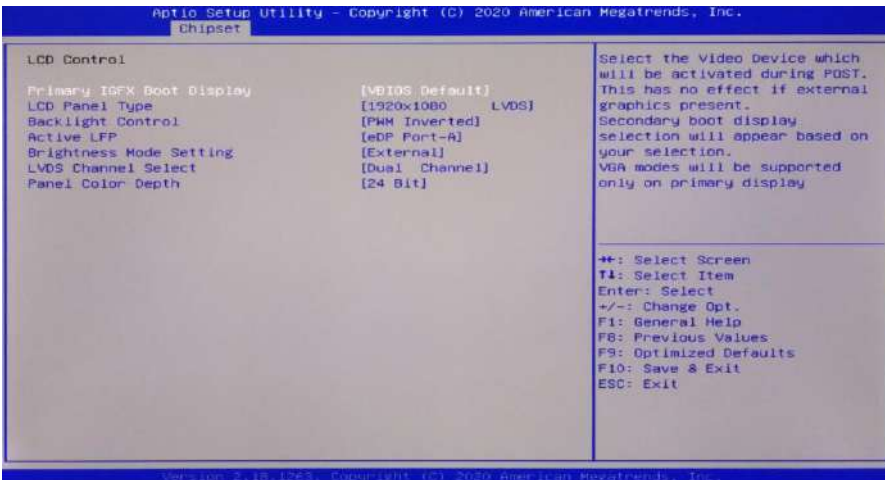 Aptio Setup Utility – Copyright (C) 2020 American Megatrends, Inc.
Chipset
LCD Control
Primary IGFX Boot Display [VBIOS Default]
LCD Panel Type [1920x1080 LVDS]
Backlight Control [PWM Inverted]
Active LFP [eDP Port-A]
Brightness Mode Setting [External]
LVDS Channel Select [Dual Channel]
Panel Color Depth [24 Bit]
Select the Video Device which
will be activated during POST.
This has no effect if external
graphics present.
Secondary boot display
selection will appear based on
your selection.
VGA modes will be supported
only on primary display
→←: Select Screen
↑↓: Select Item
Enter: Select
+/-: Change Opt.
F1: General Help
F8: Previous Values
F9: Optimized Defaults
F10: Save & Exit
ESC: Exit
Version 2.18.1263. Copyright (C) 2020 American Megatrends, Inc.